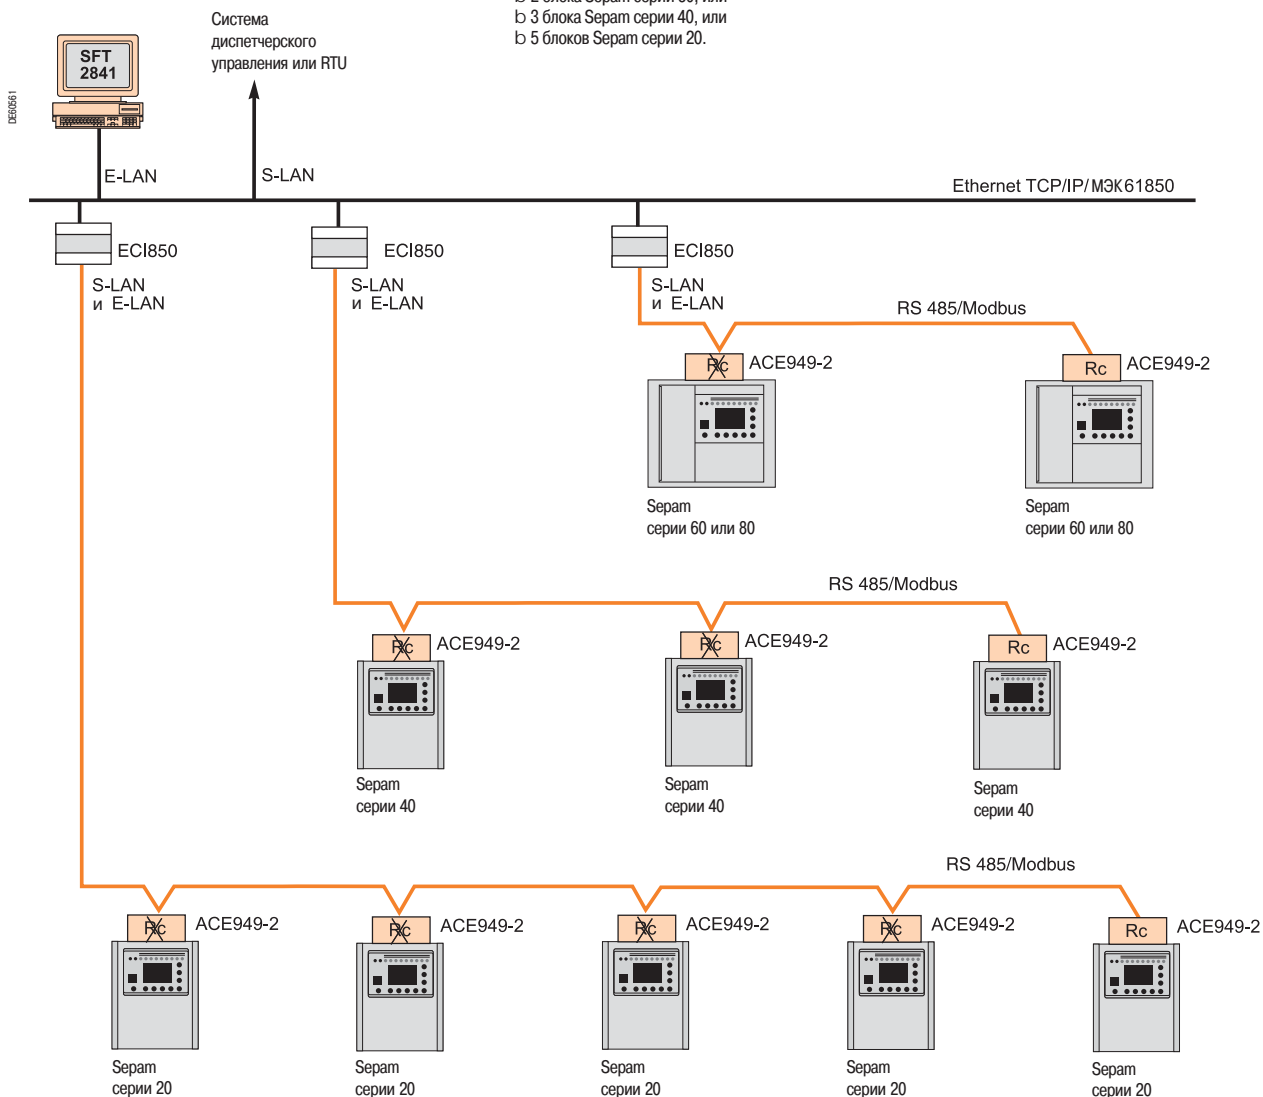 b 3 блока Sepam серии 40, или
b 5 блоков Sepam серии 20.
Система
диспетчерского
управления или RTU
SFT
2841
DE60561
E-LAN
S-LAN
Ethernet TCP/IP/МЭК61850
ECI850
ECI850
ECI850
S-LAN
и E-LAN
S-LAN
и E-LAN
S-LAN
и E-LAN
RS 485/Modbus
Rc
ACE949-2
Rc
ACE949-2
Sepam
серии 60 или 80
Sepam
серии 60 или 80
RS 485/Modbus
Rc
ACE949-2
Rc
ACE949-2
Rc
ACE949-2
Sepam
серии 40
Sepam
серии 40
Sepam
серии 40
RS 485/Modbus
Rc
ACE949-2
Rc
ACE949-2
Rc
ACE949-2
Rc
ACE949-2
Rc
ACE949-2
Sepam
серии 20
Sepam
серии 20
Sepam
серии 20
Sepam
серии 20
Sepam
серии 20